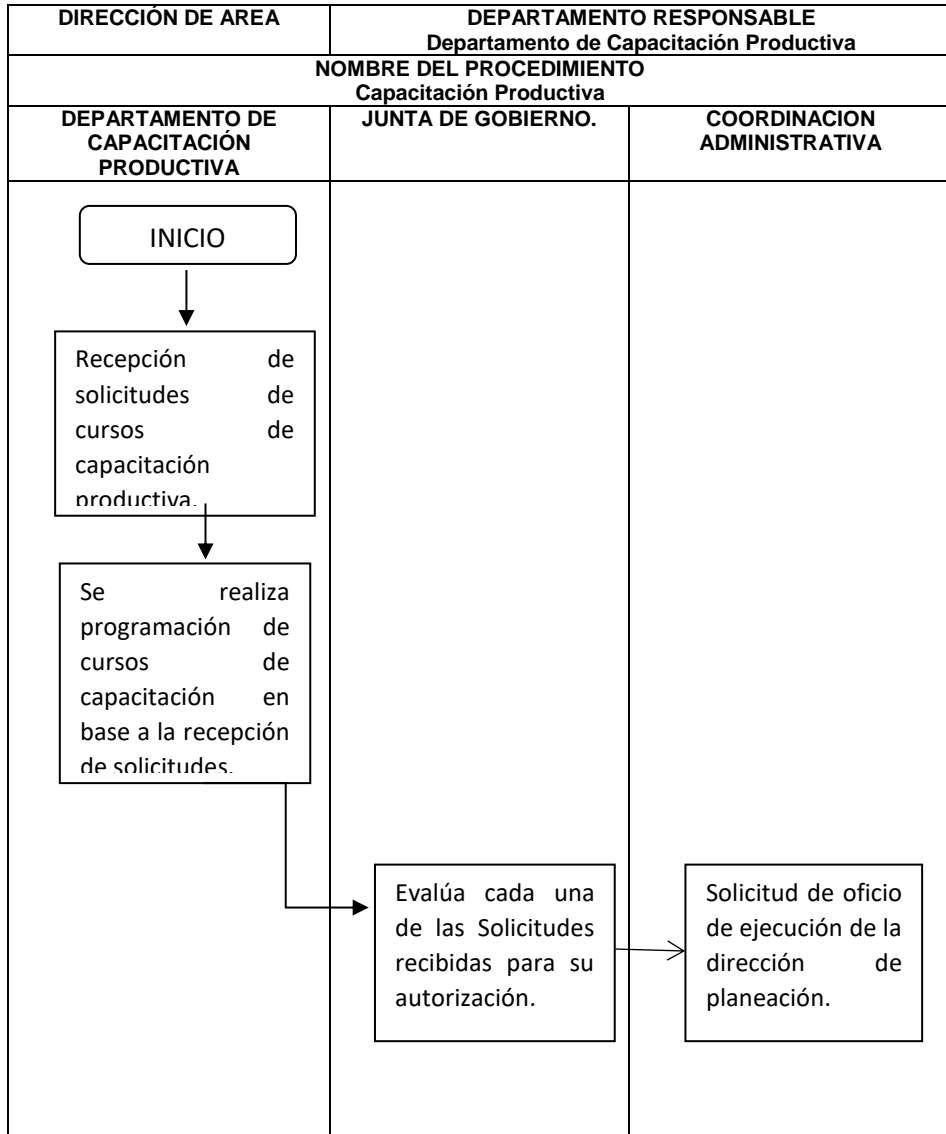 DIRECCIÓN DE AREA
DEPARTAMENTO RESPONSABLE
Departamento de Capacitación Productiva
NOMBRE DEL PROCEDIMIENTO
Capacitación Productiva
DEPARTAMENTO DE
CAPACITACIÓN
PRODUCTIVA
JUNTA DE GOBIERNO.
COORDINACION
ADMINISTRATIVA
INICIO
Recepción de
solicitudes de
cursos de
capacitación
productiva.
Se realiza
programación de
cursos de
capacitación en
base a la recepción
de solicitudes.
Evalúa cada una
de las Solicitudes
recibidas para su
autorización.
Solicitud de oficio
de ejecución de la
dirección de
planeación.